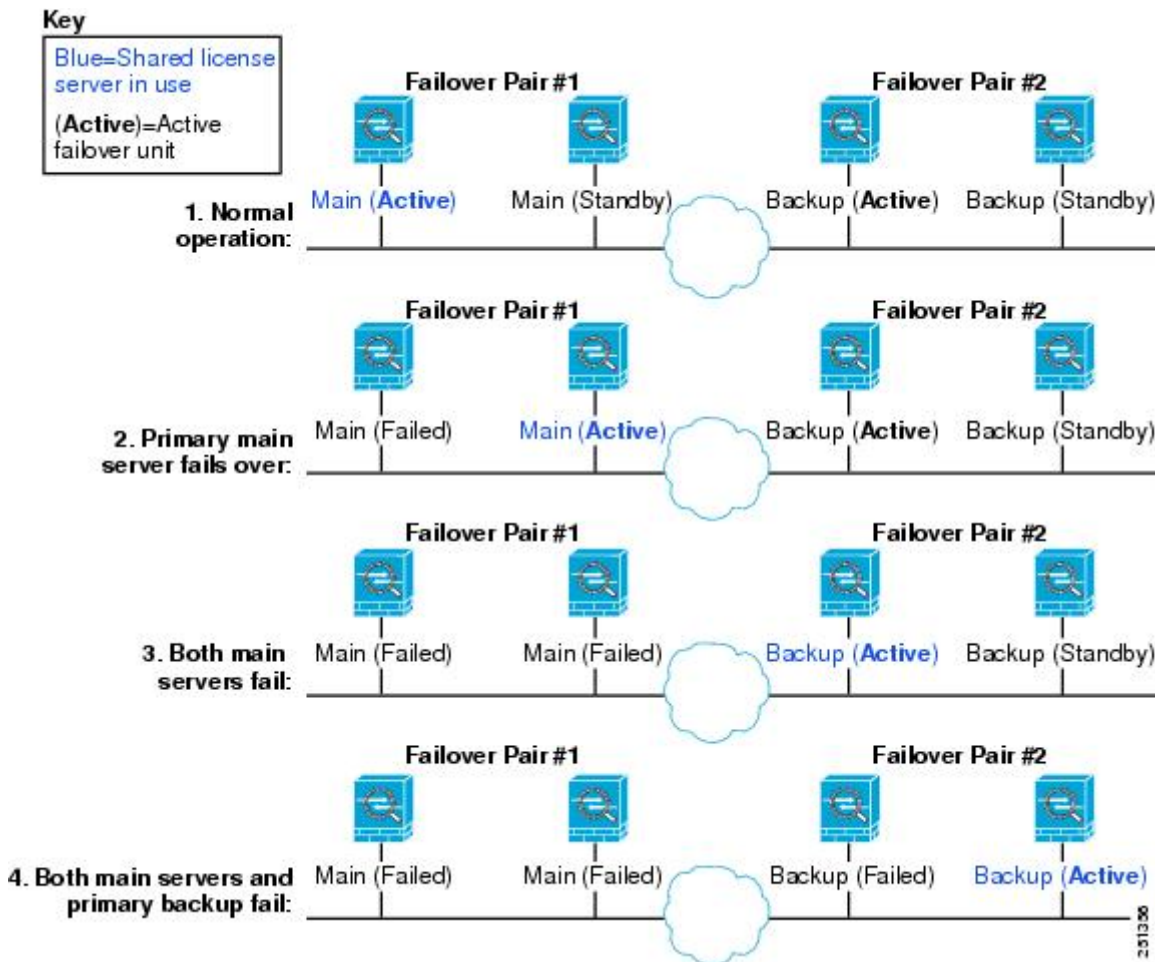 Key
Blue=Shared license
server in use
(Active)=Active
failover unit
Failover Pair #1
Failover Pair #2
1. Normal
operation:
Main (Active)
Main (Standby)
Backup (Active)
Backup (Standby)
Failover Pair #1
Failover Pair #2
2. Primary main
server fails over:
Main (Failed)
Main (Active)
Backup (Active)
Backup (Standby)
Failover Pair #1
Failover Pair #2
3. Both main
servers fail:
Main (Failed)
Main (Failed)
Backup (Active)
Backup (Standby)
Failover Pair #1
Failover Pair #2
4. Both main servers and
primary backup fail:
Main (Failed)
Main (Failed)
Backup (Failed)
Backup (Active)
251356